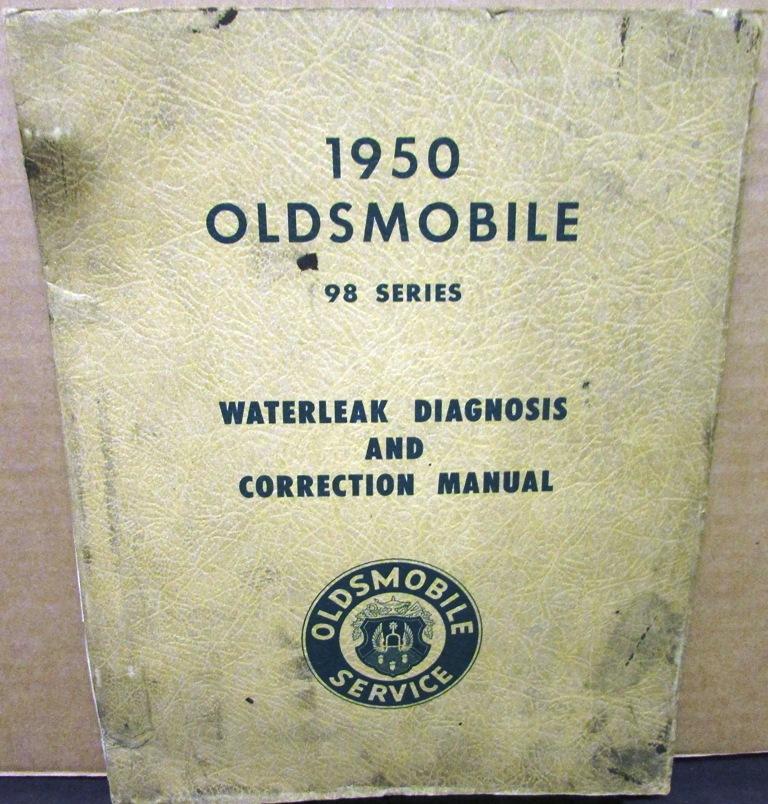 1950
OLDSMOBILE
98 SERIES
WATERLEAK DIAGNOSIS
AND
CORRECTION MANUAL
OLDSMOBILE
SERVICE